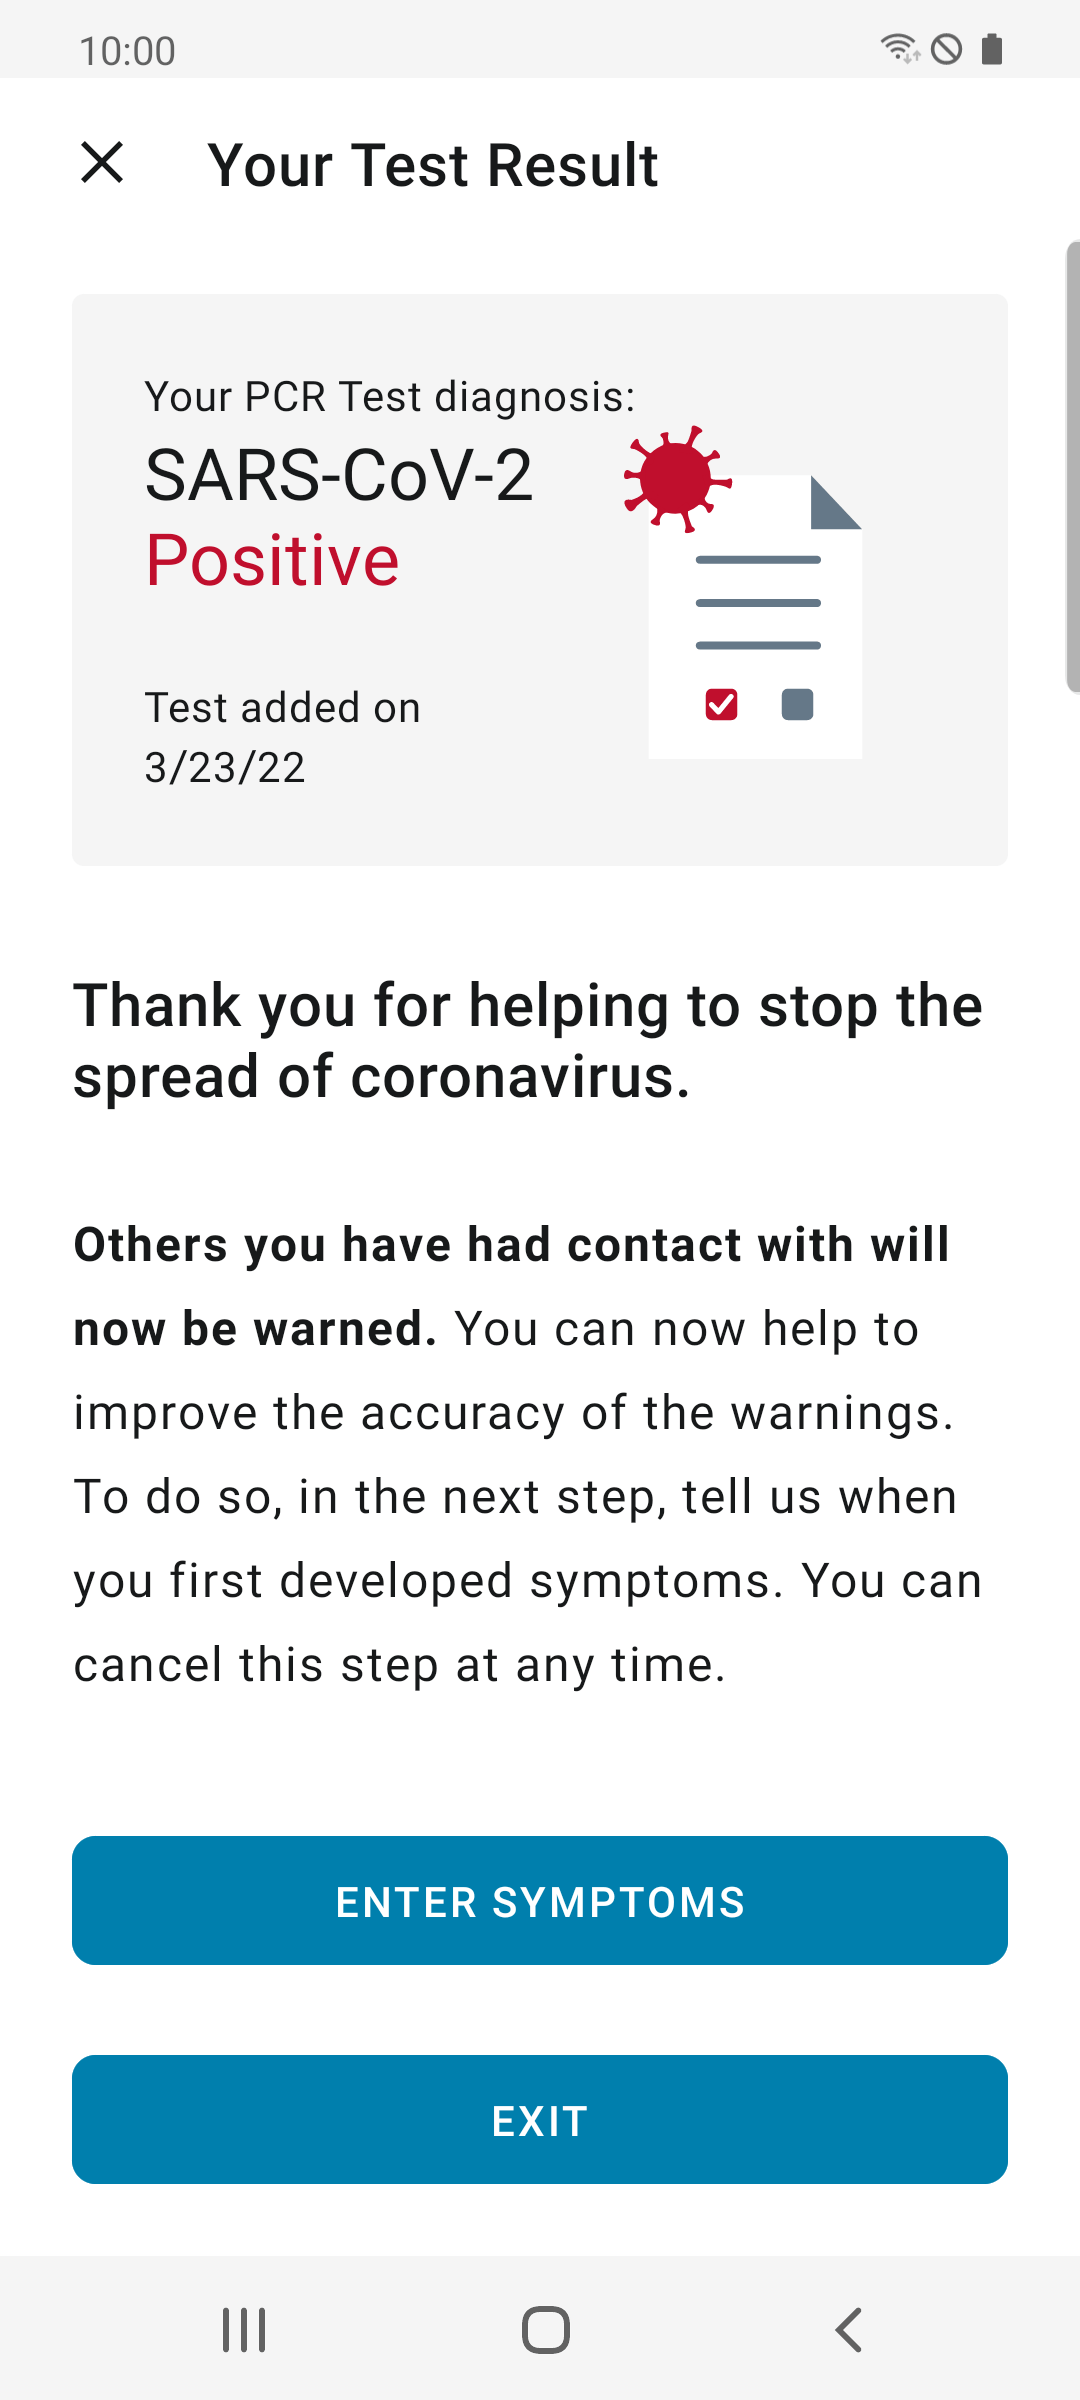 10:00
Your Test Result
Your PCR Test diagnosis:
SARS-CoV-2
Positive
Test added on
3/23/22
Thank you for helping to stop the
spread of coronavirus.
Others you have had contact with will
now be warned. You can now help to
improve the accuracy of the warnings.
To do so, in the next step, tell us when
you first developed symptoms. You can
cancel this step at any time.
ENTER SYMPTOMS
EXIT